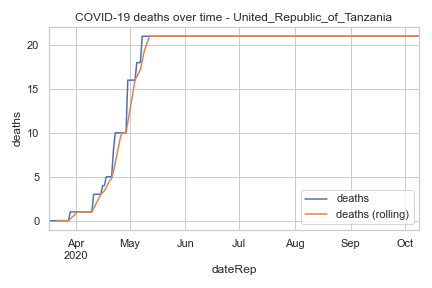 COVID-19 deaths over time - United_Republic_of_Tanzania
deaths
20
15
10
5
0
deaths
deaths (rolling)
Apr May Jun Jul Aug Sep Oct
2020
dateRep